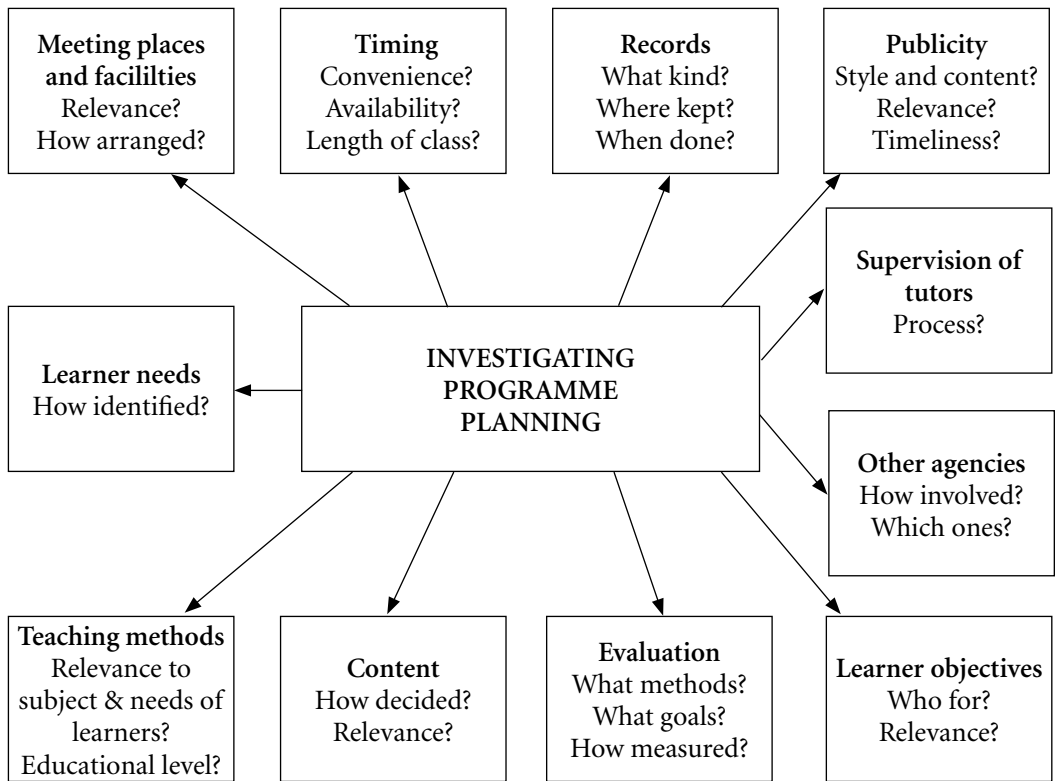 Meeting places
and facililties
Relevance?
How arranged?
Timing
Convenience?
Availability?
Length of class?
Records
What kind?
Where kept?
When done?
Publicity
Style and content?
Relevance?
Timeliness?
Supervision of
tutors
Process?
Learner needs
How identified?
INVESTIGATING
PROGRAMME
PLANNING
Other agencies
How involved?
Which ones?
Teaching methods
Relevance to
subject & needs of
learners?
Educational level?
Content
How decided?
Relevance?
Evaluation
What methods?
What goals?
How measured?
Learner objectives
Who for?
Relevance?